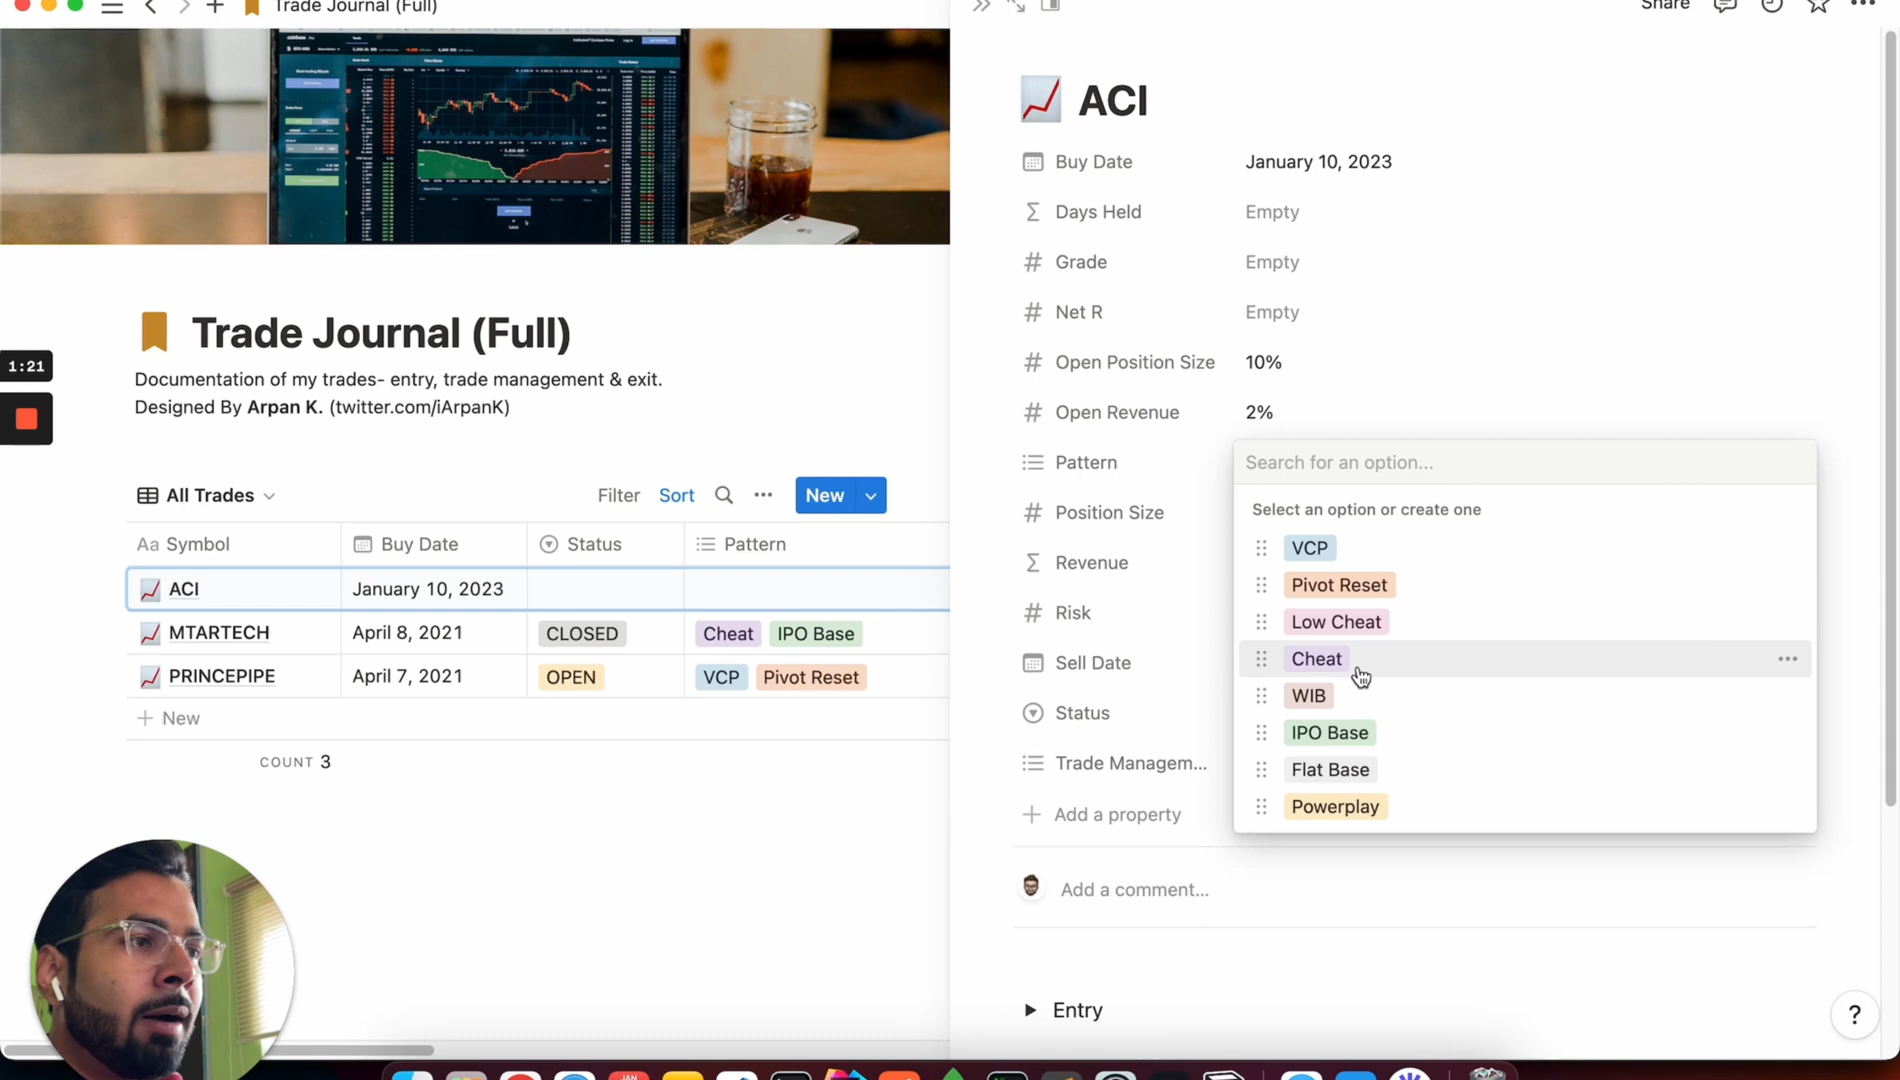 Trade Journal (Full)
Share
1:21
Trade Journal (Full)
Documentation of my trades- entry, trade management & exit.
Designed By Arpan K. (twitter.com/iArpanK)
All Trades
Filter
Sort
New
Aa Symbol
Buy Date
Status
Pattern
ACI
January 10, 2023
MTARTECH
April 8, 2021
CLOSED
Cheat
IPO Base
PRINCEPIPE
April 7, 2021
OPEN
VCP
Pivot Reset
New
COUNT 3
ACI
Buy Date
January 10, 2023
Days Held
Empty
Grade
Empty
Net R
Empty
Open Position Size
10%
Open Revenue
2%
Pattern
Search for an option...
Select an option or create one
VCP
Pivot Reset
Low Cheat
Cheat
WIB
IPO Base
Flat Base
Powerplay
Position Size
Revenue
Risk
Sell Date
Status
Trade Managem...
Add a property
Add a comment...
Entry
?
JAN